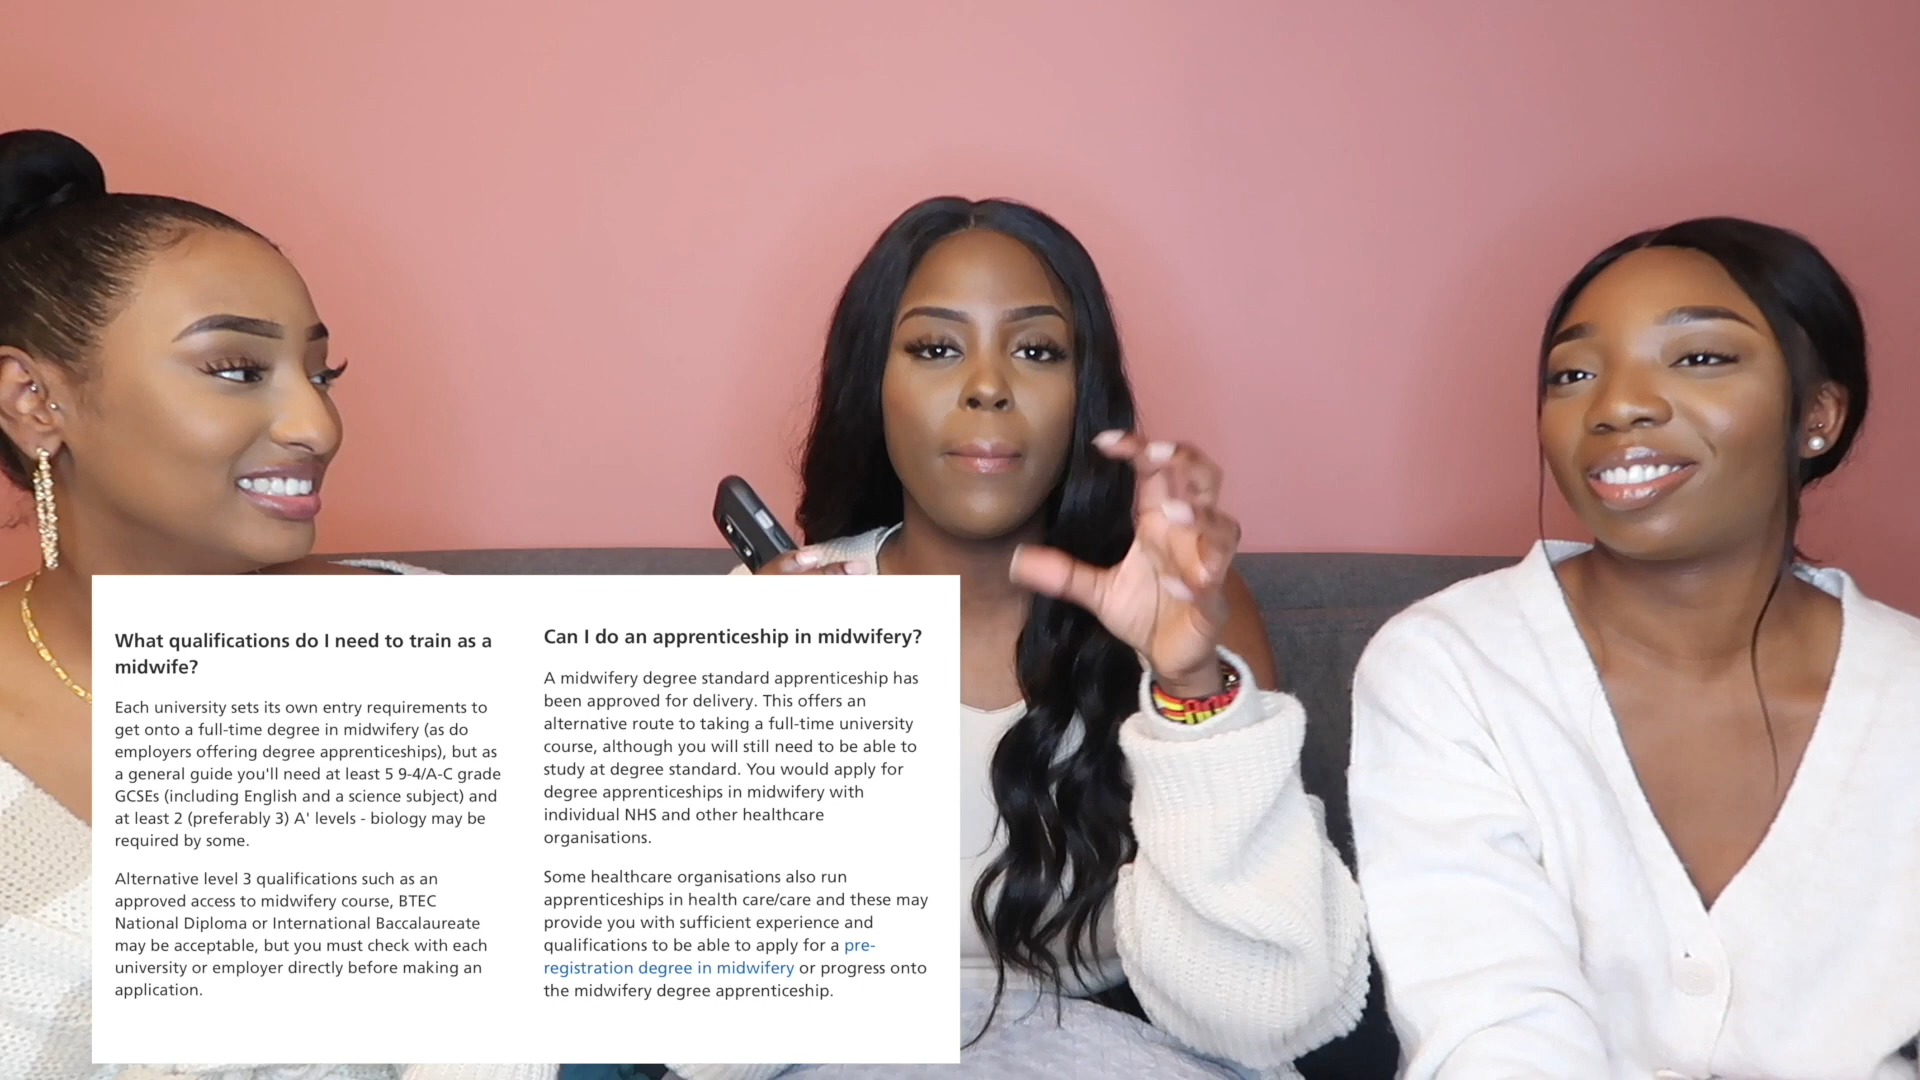 What qualifications do I need to train as a
midwife?
Each university sets its own entry requirements to
get onto a full-time degree in midwifery (as do
employers offering degree apprenticeships), but as
a general guide you'll need at least 5 9-4/A-C grade
GCSEs (including English and a science subject) and
at least 2 (preferably 3) A' levels - biology may be
required by some.
Alternative level 3 qualifications such as an
approved access to midwifery course, BTEC
National Diploma or International Baccalaureate
may be acceptable, but you must check with each
university or employer directly before making an
application.
Can I do an apprenticeship in midwifery?
A midwifery degree standard apprenticeship has
been approved for delivery. This offers an
alternative route to taking a full-time university
course, although you will still need to be able to
study at degree standard. You would apply for
degree apprenticeships in midwifery with
individual NHS and other healthcare
organisations.
Some healthcare organisations also run
apprenticeships in health care/care and these may
provide you with sufficient experience and
qualifications to be able to apply for a pre-
registration degree in midwifery or progress onto
the midwifery degree apprenticeship.